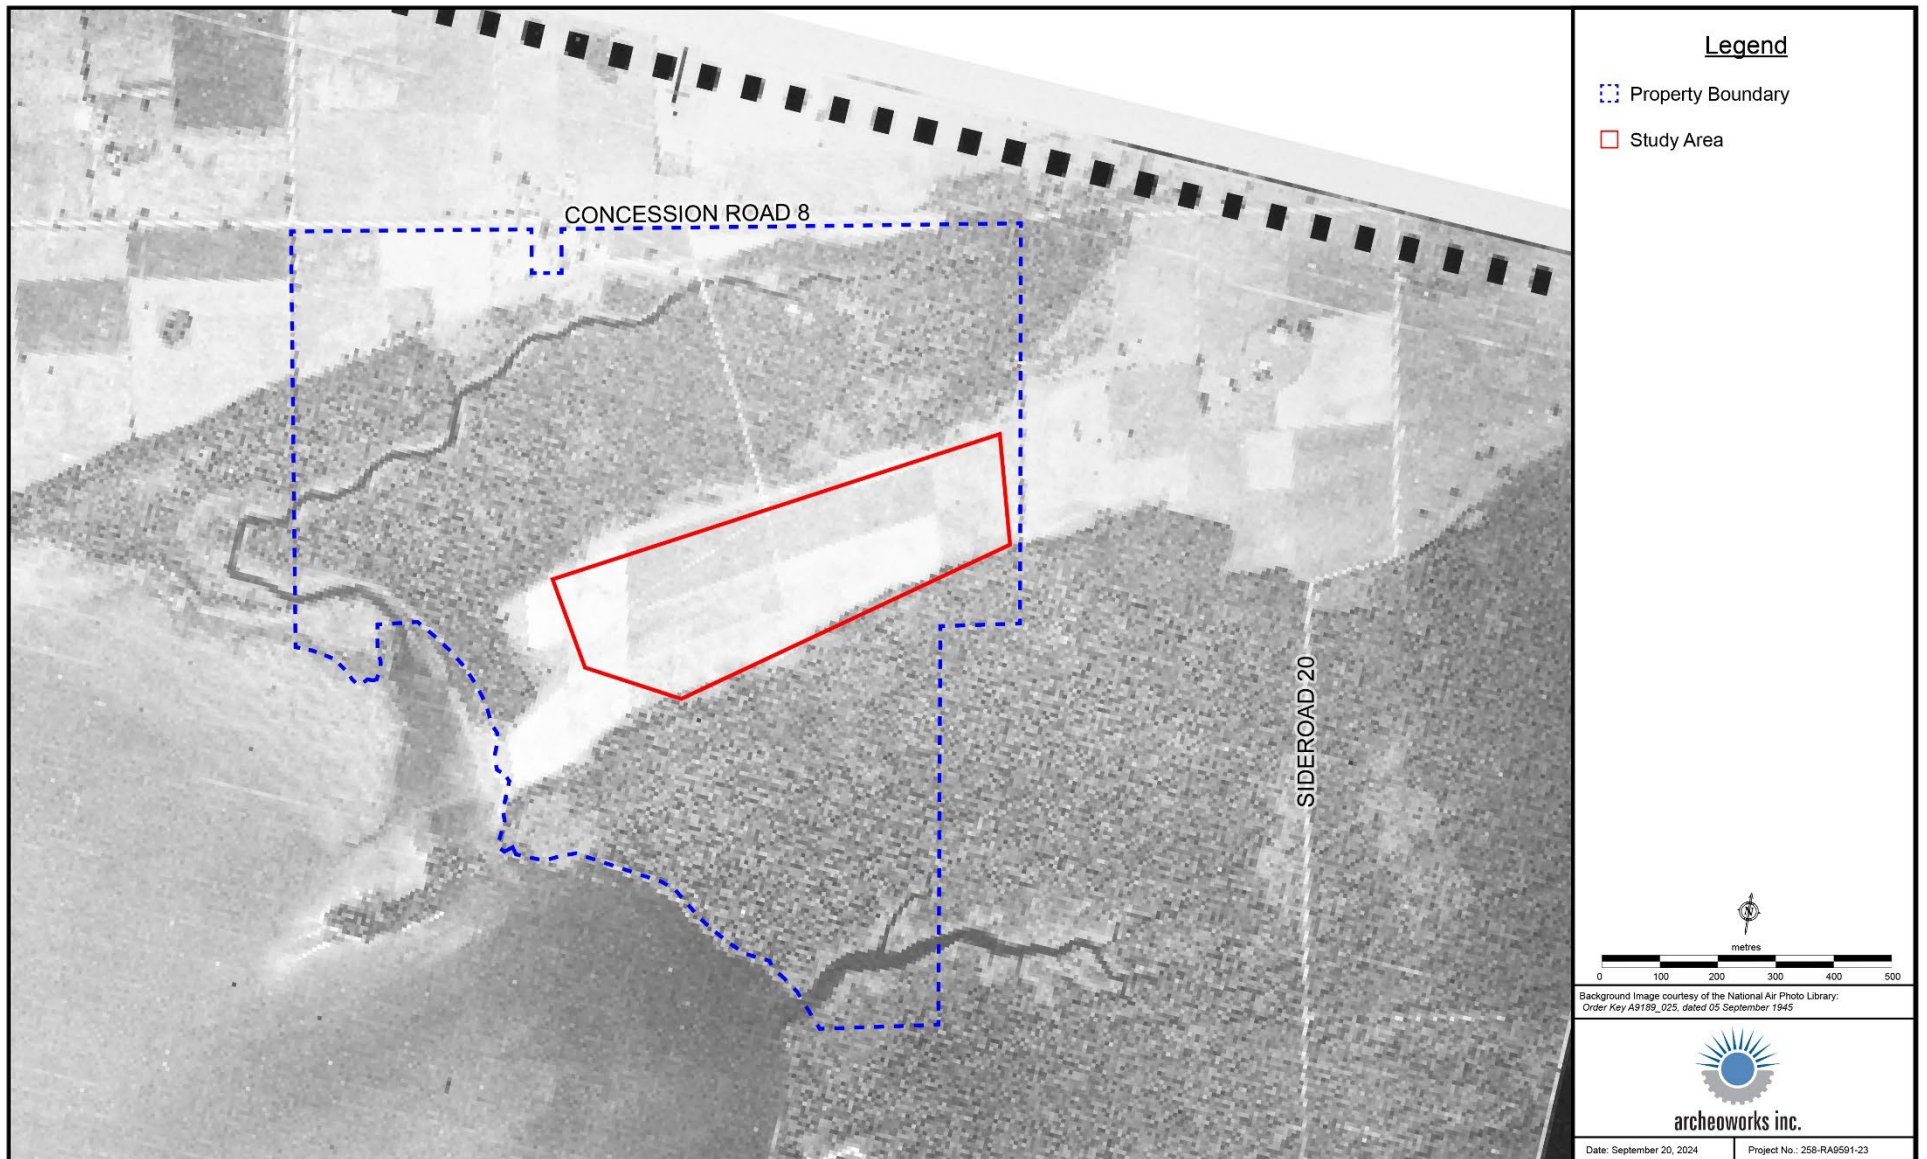 CONCESSION ROAD 8
SIDEROAD 20
Legend
Property Boundary
Study Area
N
metres
0 100 200 300 400 500
Background Image courtesy of the National Air Photo Library:
Order Key A9189_025, dated 05 September 1945
archeoworks inc.
Date: September 20, 2024
Project No.: 258-RA9591-23